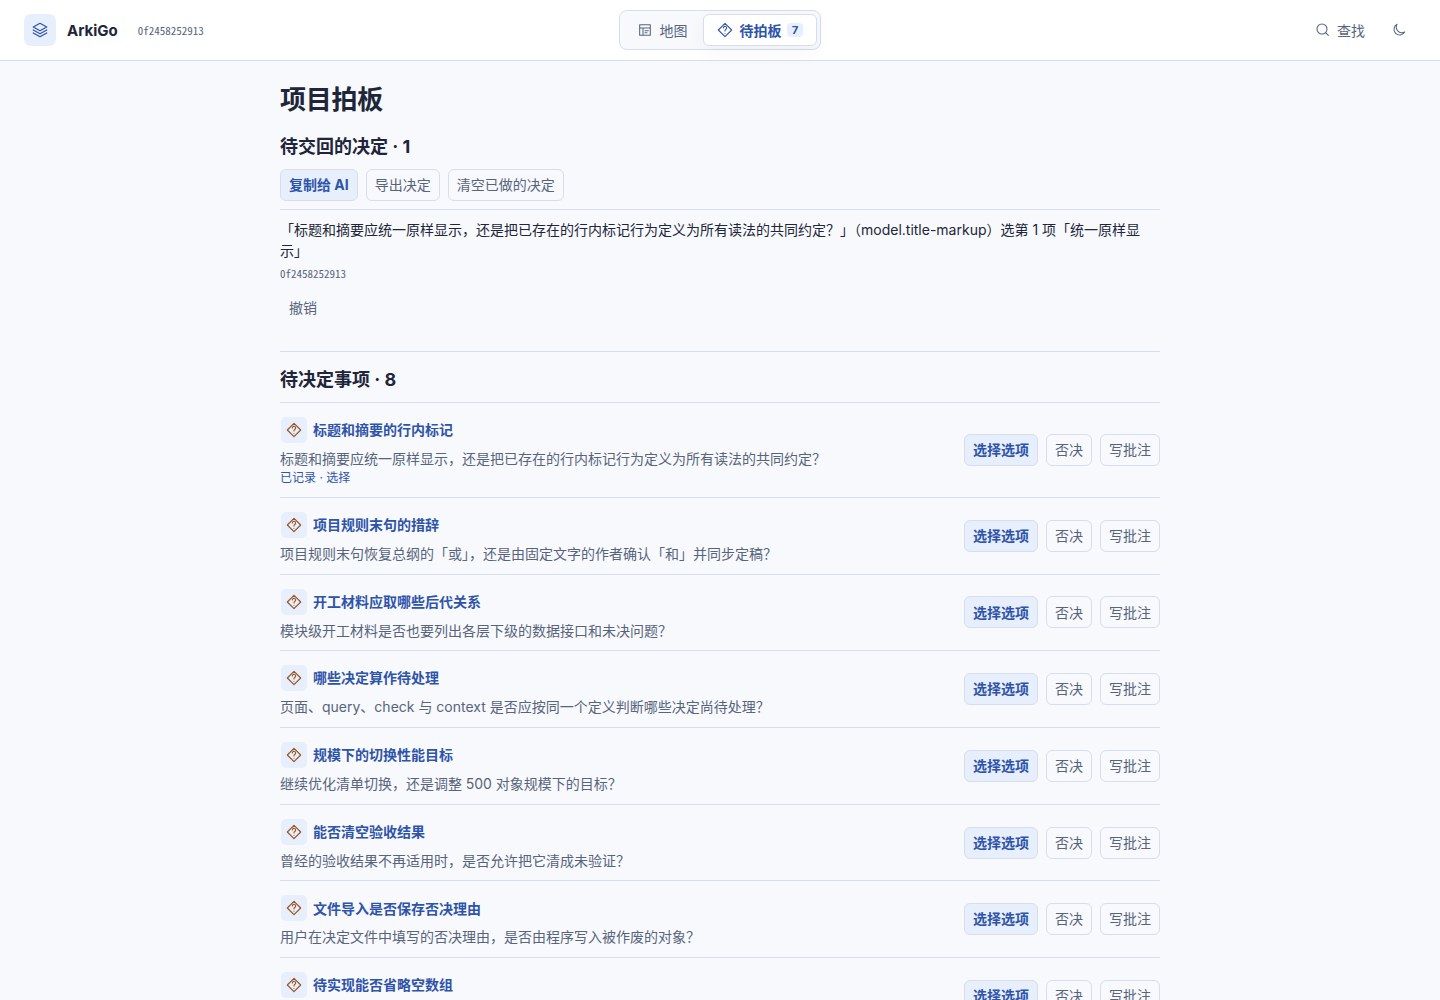 ArkiGo 0f2458252913 地图 待拍板 7 查找
项目拍板
待交回的决定 · 1
复制给 AI 导出决定 清空已做的决定
「标题和摘要应统一原样显示，还是把已存在的行内标记行为定义为所有读法的共同约定？」（model.title-markup）选第 1 项「统一原样显
示」
0f2458252913
撤销
待决定事项 · 8
标题和摘要的行内标记
标题和摘要应统一原样显示，还是把已存在的行内标记行为定义为所有读法的共同约定？
已记录 · 选择
选择选项 否决 写批注
项目规则末句的措辞
项目规则末句恢复总纲的「或」，还是由固定文字的作者确认「和」并同步定稿？
选择选项 否决 写批注
开工材料应取哪些后代关系
模块级开工材料是否也要列出各层下级的数据接口和未决问题？
选择选项 否决 写批注
哪些决定算作待处理
页面、query、check 与 context 是否应按同一个定义判断哪些决定尚待处理？
选择选项 否决 写批注
规模下的切换性能目标
继续优化清单切换，还是调整 500 对象规模下的目标？
选择选项 否决 写批注
能否清空验收结果
曾经的验收结果不再适用时，是否允许把它清成未验证？
选择选项 否决 写批注
文件导入是否保存否决理由
用户在决定文件中填写的否决理由，是否由程序写入被作废的对象？
选择选项 否决 写批注
待实现能否省略空数组
选择选项 否决 写批注